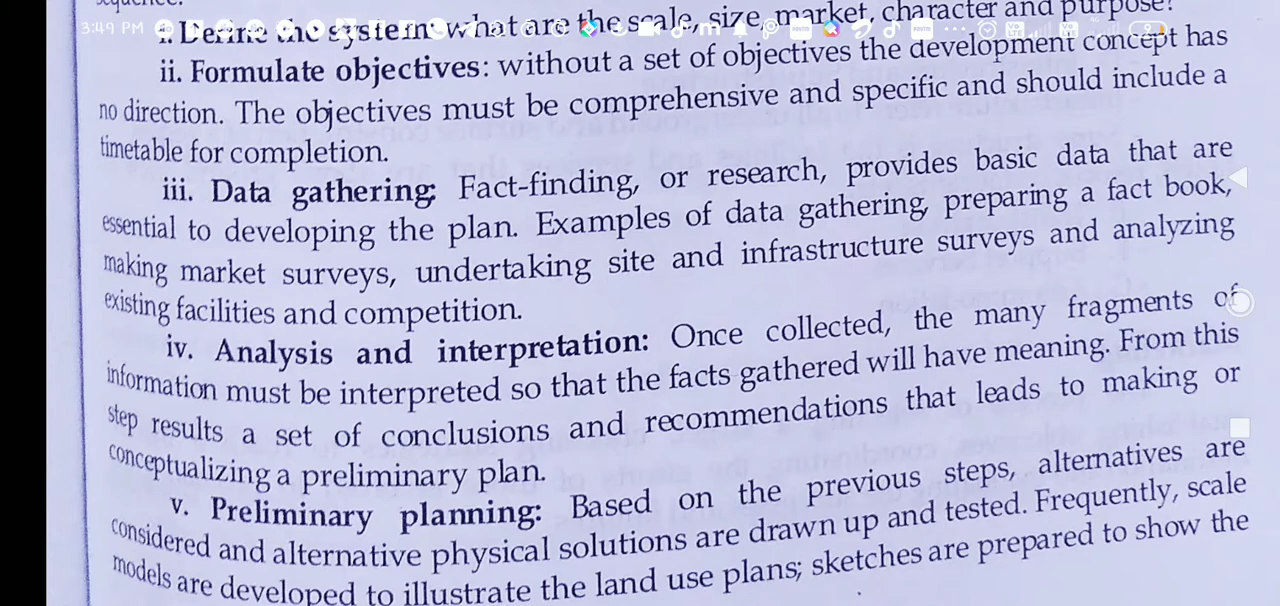 sequence.
3:49 PM
i. Define the system: what are the scale, size, market, character and purpose?
ii. Formulate objectives: without a set of objectives the development concept has
no direction. The objectives must be comprehensive and specific and should include a
timetable for completion.
iii. Data gathering: Fact-finding, or research, provides basic data that are
essential to developing the plan. Examples of data gathering, preparing a fact book,
making market surveys, undertaking site and infrastructure surveys and analyzing
existing facilities and competition.
iv. Analysis and interpretation: Once collected, the many fragments of
information must be interpreted so that the facts gathered will have meaning. From this
step results a set of conclusions and recommendations that leads to making or
conceptualizing a preliminary plan.
v. Preliminary planning: Based on the previous steps, alternatives are
considered and alternative physical solutions are drawn up and tested. Frequently, scale
models are developed to illustrate the land use plans; sketches are prepared to show the